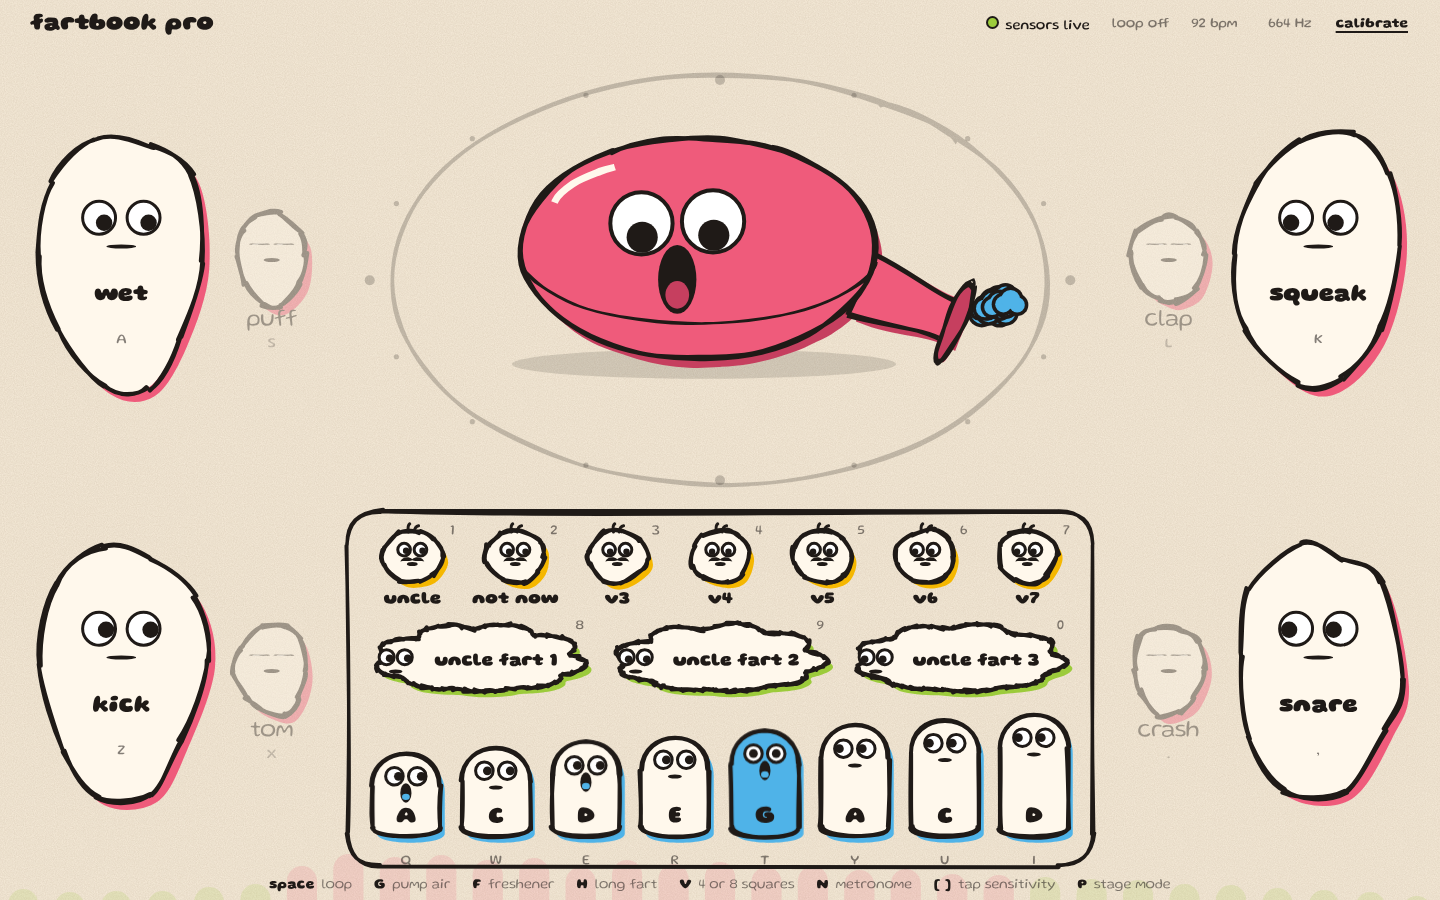 fartbook pro
sensors live loop off 92 bpm 664 Hz calibrate
wet
A
puff
S
clap
L
squeak
K
1 2 3 4 5 6 7
uncle not now v3 v4 v5 v6 v7
8 9 0
uncle fart 1 uncle fart 2 uncle fart 3
kick
Z
tom
X
crash
.
snare
,
A C D E G A C D
Q W E R T Y U I
space loop G pump air F freshener H long fart V 4 or 8 squares N metronome [ ] tap sensitivity P stage mode